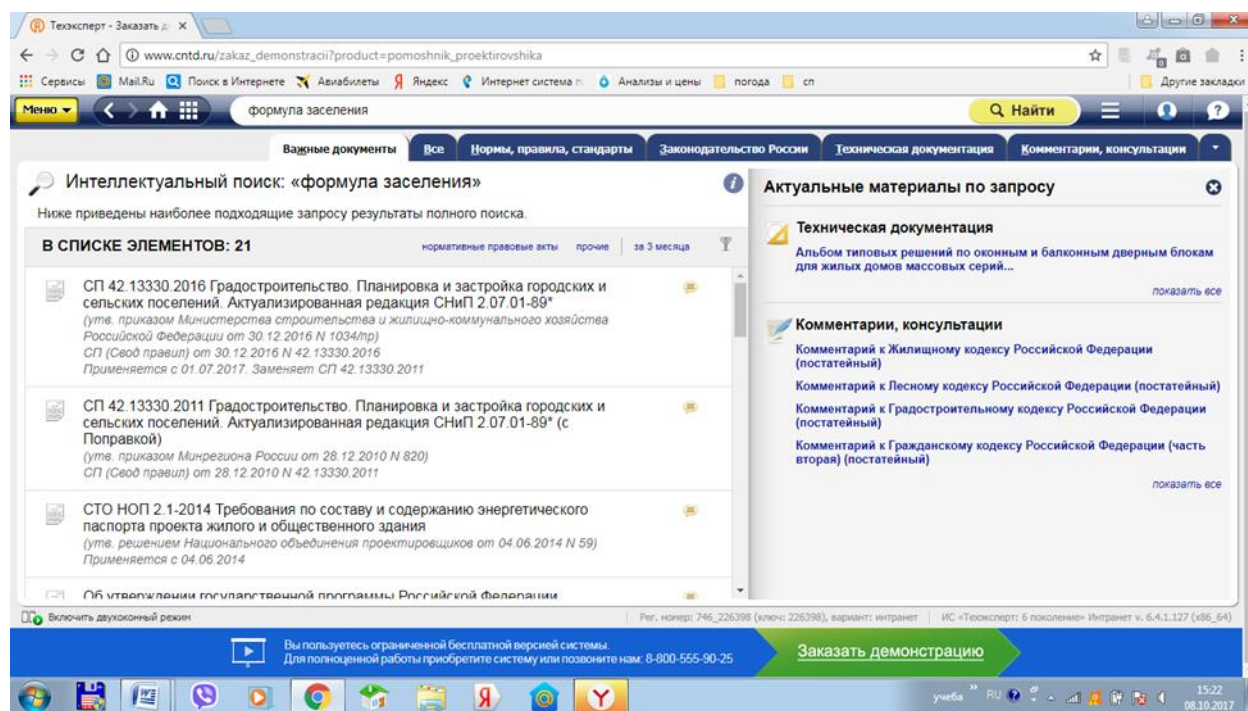 Техэксперт - Заказать д
www.cntd.ru/zakaz_demonstracii?product=pomoshnik_proektirovshika
Сервисы Mail.Ru Поиск в Интернете Авиабилеты Яндекс Интернет система п Анализы и цены погода сп Другие закладки
Меню формула заселения Найти
Важные документы Все Нормы, правила, стандарты Законодательство России Техническая документация Комментарии, консультации
Интеллектуальный поиск: «формула заселения»
Ниже приведены наиболее подходящие запросу результаты полного поиска.
В СПИСКЕ ЭЛЕМЕНТОВ: 21 нормативные правовые акты прочие за 3 месяца
СП 42.13330.2016 Градостроительство. Планировка и застройка городских и
сельских поселений. Актуализированная редакция СНиП 2.07.01-89*
(утв. приказом Министерства строительства и жилищно-коммунального хозяйства
Российской Федерации от 30.12.2016 N 1034/пр)
СП (Свод правил) от 30.12.2016 N 42.13330.2016
Применяется с 01.07.2017. Заменяет СП 42.13330.2011
СП 42.13330.2011 Градостроительство. Планировка и застройка городских и
сельских поселений. Актуализированная редакция СНиП 2.07.01-89* (с
Поправкой)
(утв. приказом Минрегиона России от 28.12.2010 N 820)
СП (Свод правил) от 28.12.2010 N 42.13330.2011
СТО НОП 2.1-2014 Требования по составу и содержанию энергетического
паспорта проекта жилого и общественного здания
(утв. решением Национального объединения проектировщиков от 04.06.2014 N 59)
Применяется с 04.06.2014
Об утверждении государственной программы Российской Федерации
Актуальные материалы по запросу
Техническая документация
Альбом типовых решений по оконным и балконным дверным блокам
для жилых домов массовых серий...
показать все
Комментарии, консультации
Комментарий к Жилищному кодексу Российской Федерации
(постатейный)
Комментарий к Лесному кодексу Российской Федерации (постатейный)
Комментарий к Градостроительному кодексу Российской Федерации
(постатейный)
Комментарий к Гражданскому кодексу Российской Федерации (часть
вторая) (постатейный)
показать все
Включить двухоконный режим Рег. номер: 746_226398 (ключ: 226398), вариант: интранет ИС «Техэксперт: 6 поколение» Интранет v. 6.4.1.127 (x86_64)
Вы пользуетесь ограниченной бесплатной версией системы.
Для полноценной работы приобретите систему или позвоните нам: 8-800-555-90-25
Заказать демонстрацию
учеба RU 15:22
08.10.2017